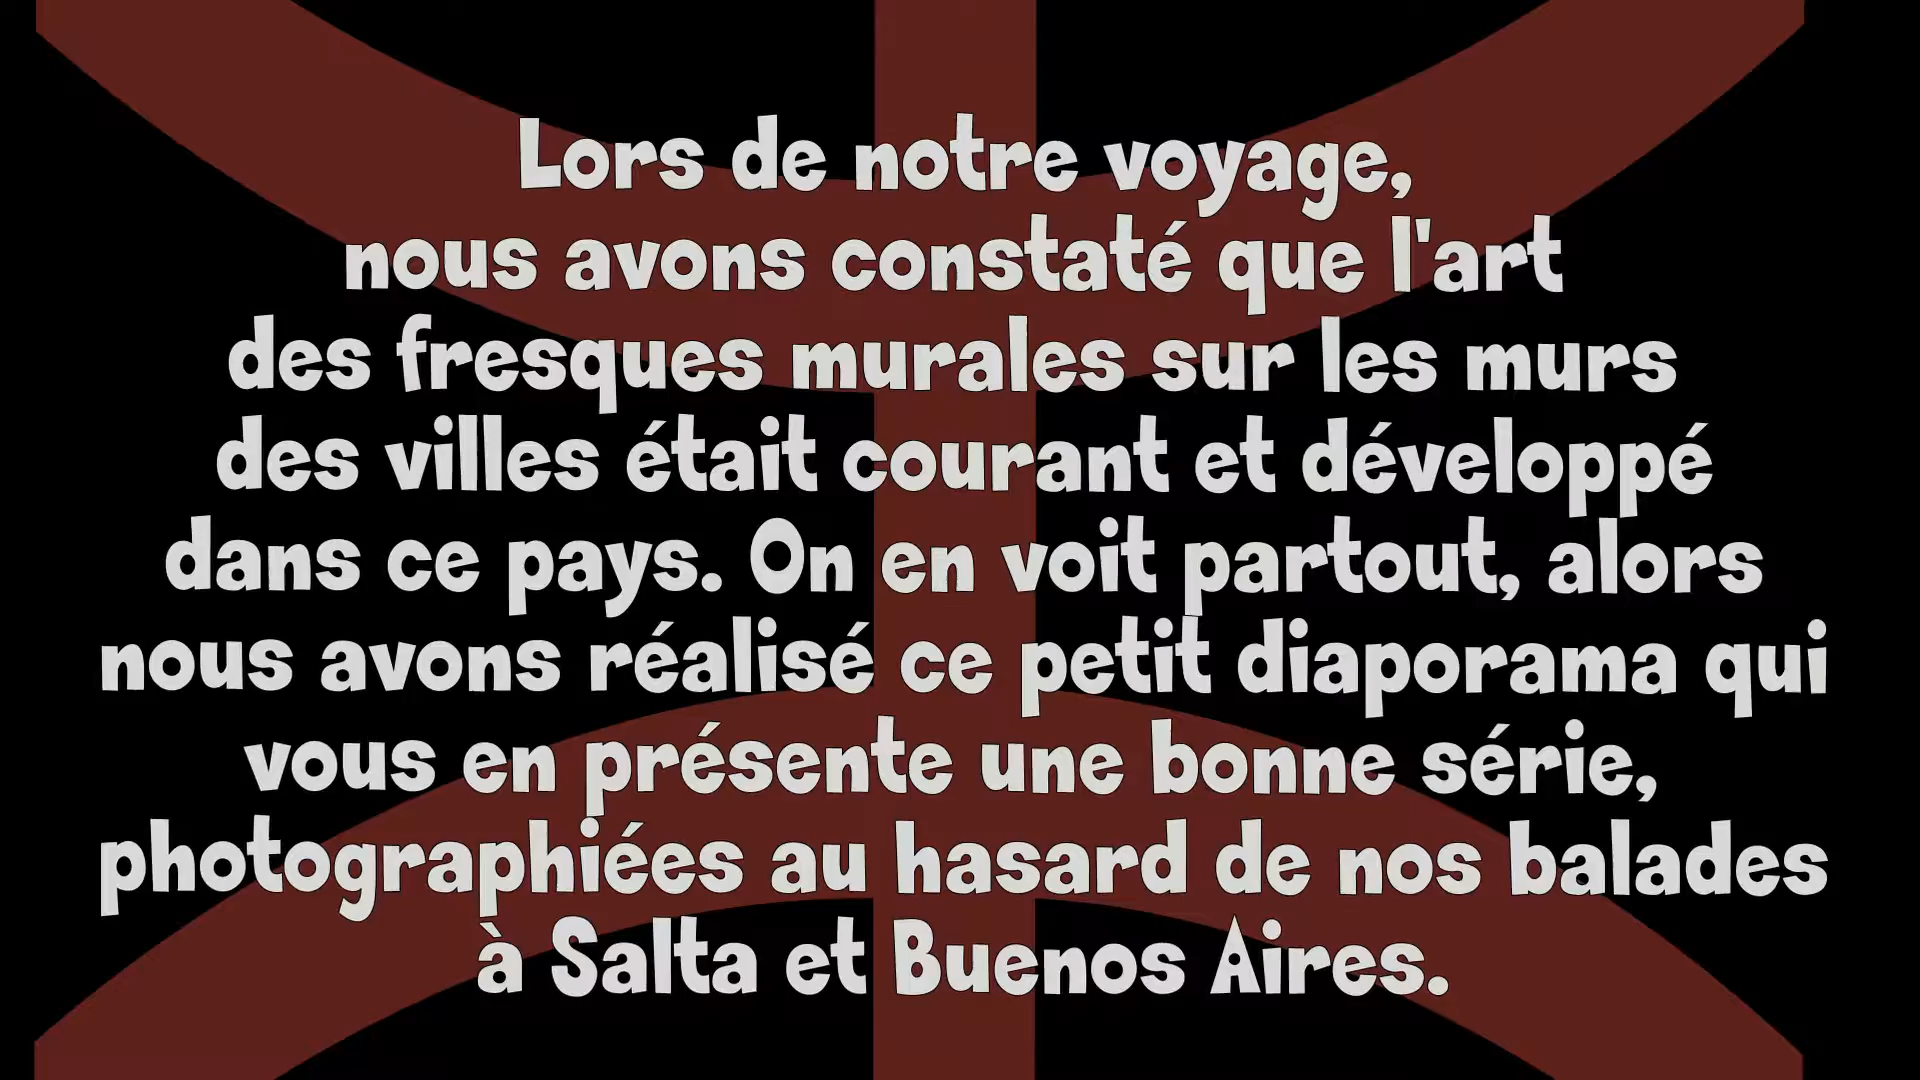 Lors de notre voyage,
nous avons constaté que l'art
des fresques murales sur les murs
des villes était courant et développé
dans ce pays. On en voit partout, alors
nous avons réalisé ce petit diaporama qui
vous en présente une bonne série,
photographiées au hasard de nos balades
à Salta et Buenos Aires.